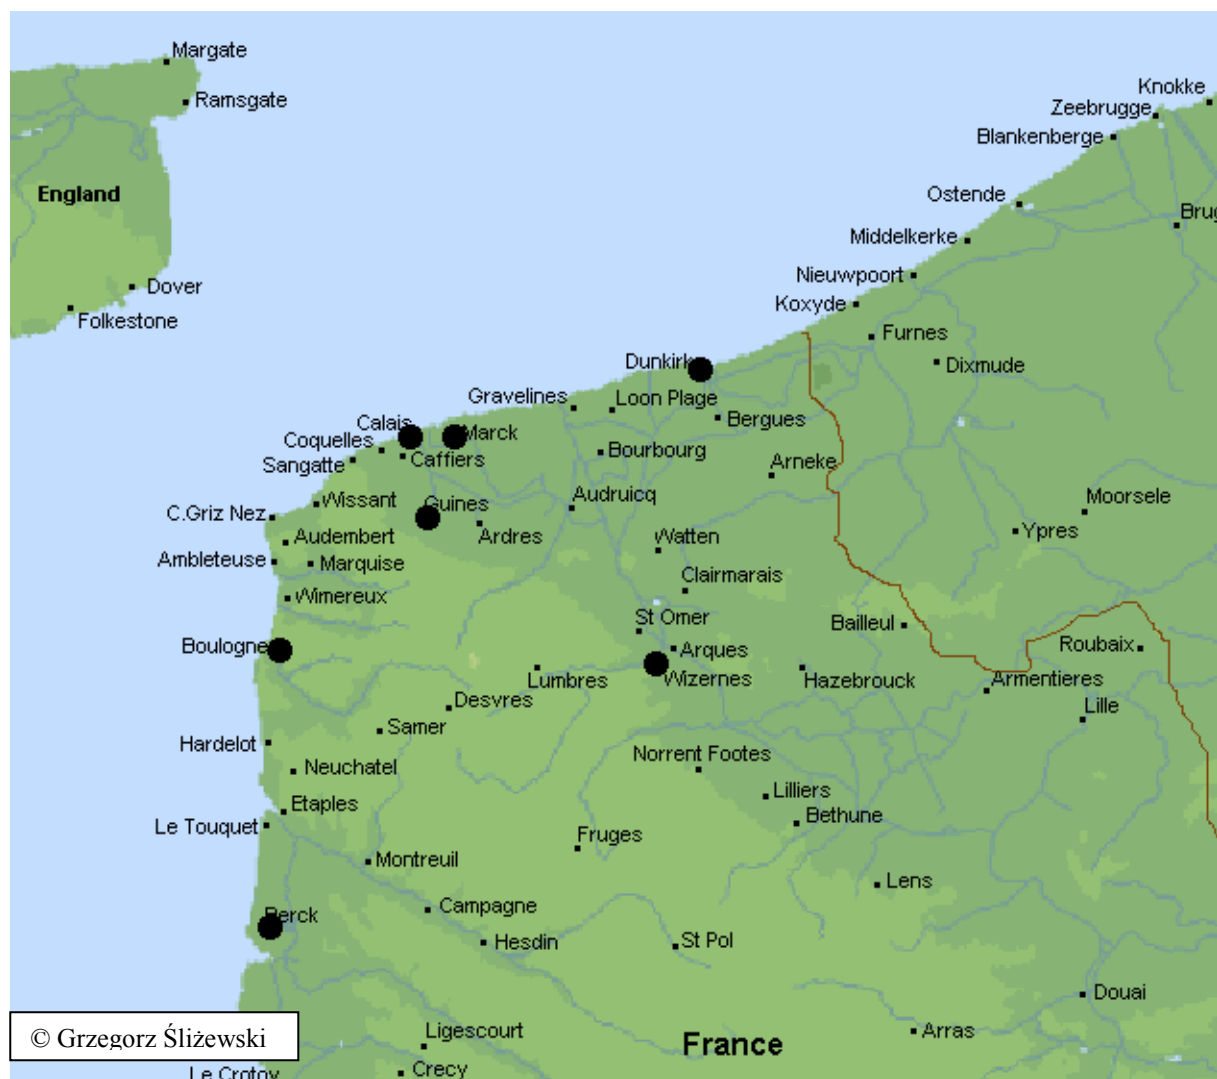 Margate
Ramsgate
Knokke
Zeebrugge
Blankenberge
England
Ostende
Brug
Middelkerke
Nieuwpoort
Dover
Koxyde
Folkestone
Furnes
Dunkirk
Dixmude
Gravelines
Loon Plage
Bergues
Calais
Marck
Coquelles
Caffiers
Bourbourg
Sangatte
Arneke
Wissant
Guines
Audruicq
Moorsele
C.Griz Nez
Ardres
Ypres
Audembert
Watten
Ambleteuse
Marquise
Clairmarais
Wimereux
St Omer
Bailleul
Boulogne
Arques
Roubaix
Lumbres
Wizernes
Hazebrouck
Armentieres
Desvres
Lille
Samer
Hardelot
Norrent Footes
Neuchatel
Lilliers
Etaples
Bethune
Le Touquet
Fruges
Montreuil
Lens
Campagne
Berck
Hesdin
St Pol
Douai
Ligescourt
Arras
© Grzegorz Śliżewski
France
Le Crotoy
Crecy